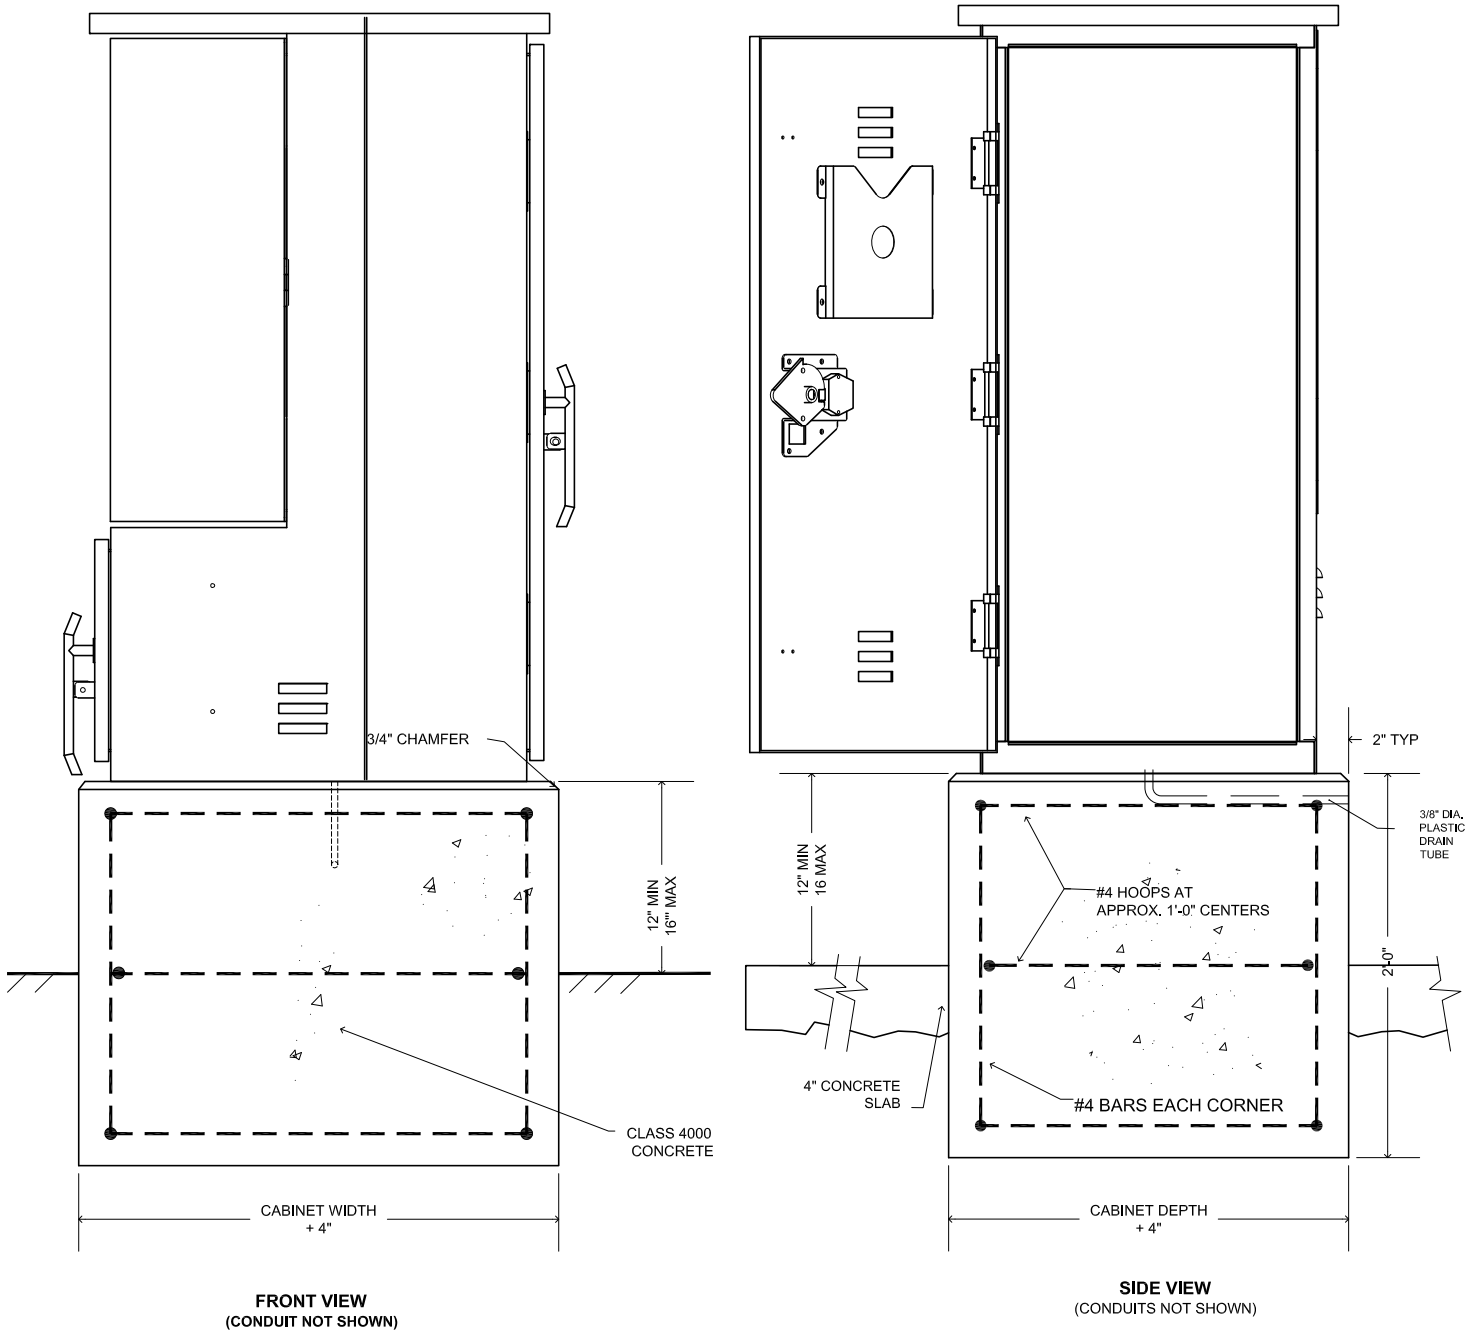 3/4" CHAMFER
12" MIN
16"" MAX
CLASS 4000
CONCRETE
CABINET WIDTH
+ 4"
FRONT VIEW
(CONDUIT NOT SHOWN)
2" TYP
3/8" DIA.
PLASTIC
DRAIN
TUBE
12" MIN
16 MAX
#4 HOOPS AT
APPROX. 1'-0" CENTERS
2'-0"
4" CONCRETE
SLAB
#4 BARS EACH CORNER
CABINET DEPTH
+ 4"
SIDE VIEW
(CONDUITS NOT SHOWN)